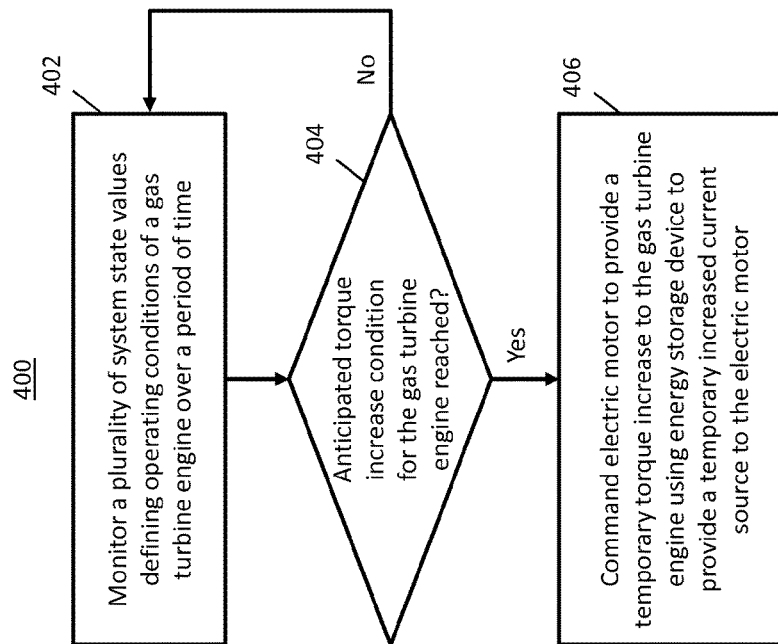 400
402
Monitor a plurality of system state values
defining operating conditions of a gas
turbine engine over a period of time
404
No
Anticipated torque
increase condition
for the gas turbine
engine reached?
Yes
406
Command electric motor to provide a
temporary torque increase to the gas turbine
engine using energy storage device to
provide a temporary increased current
source to the electric motor